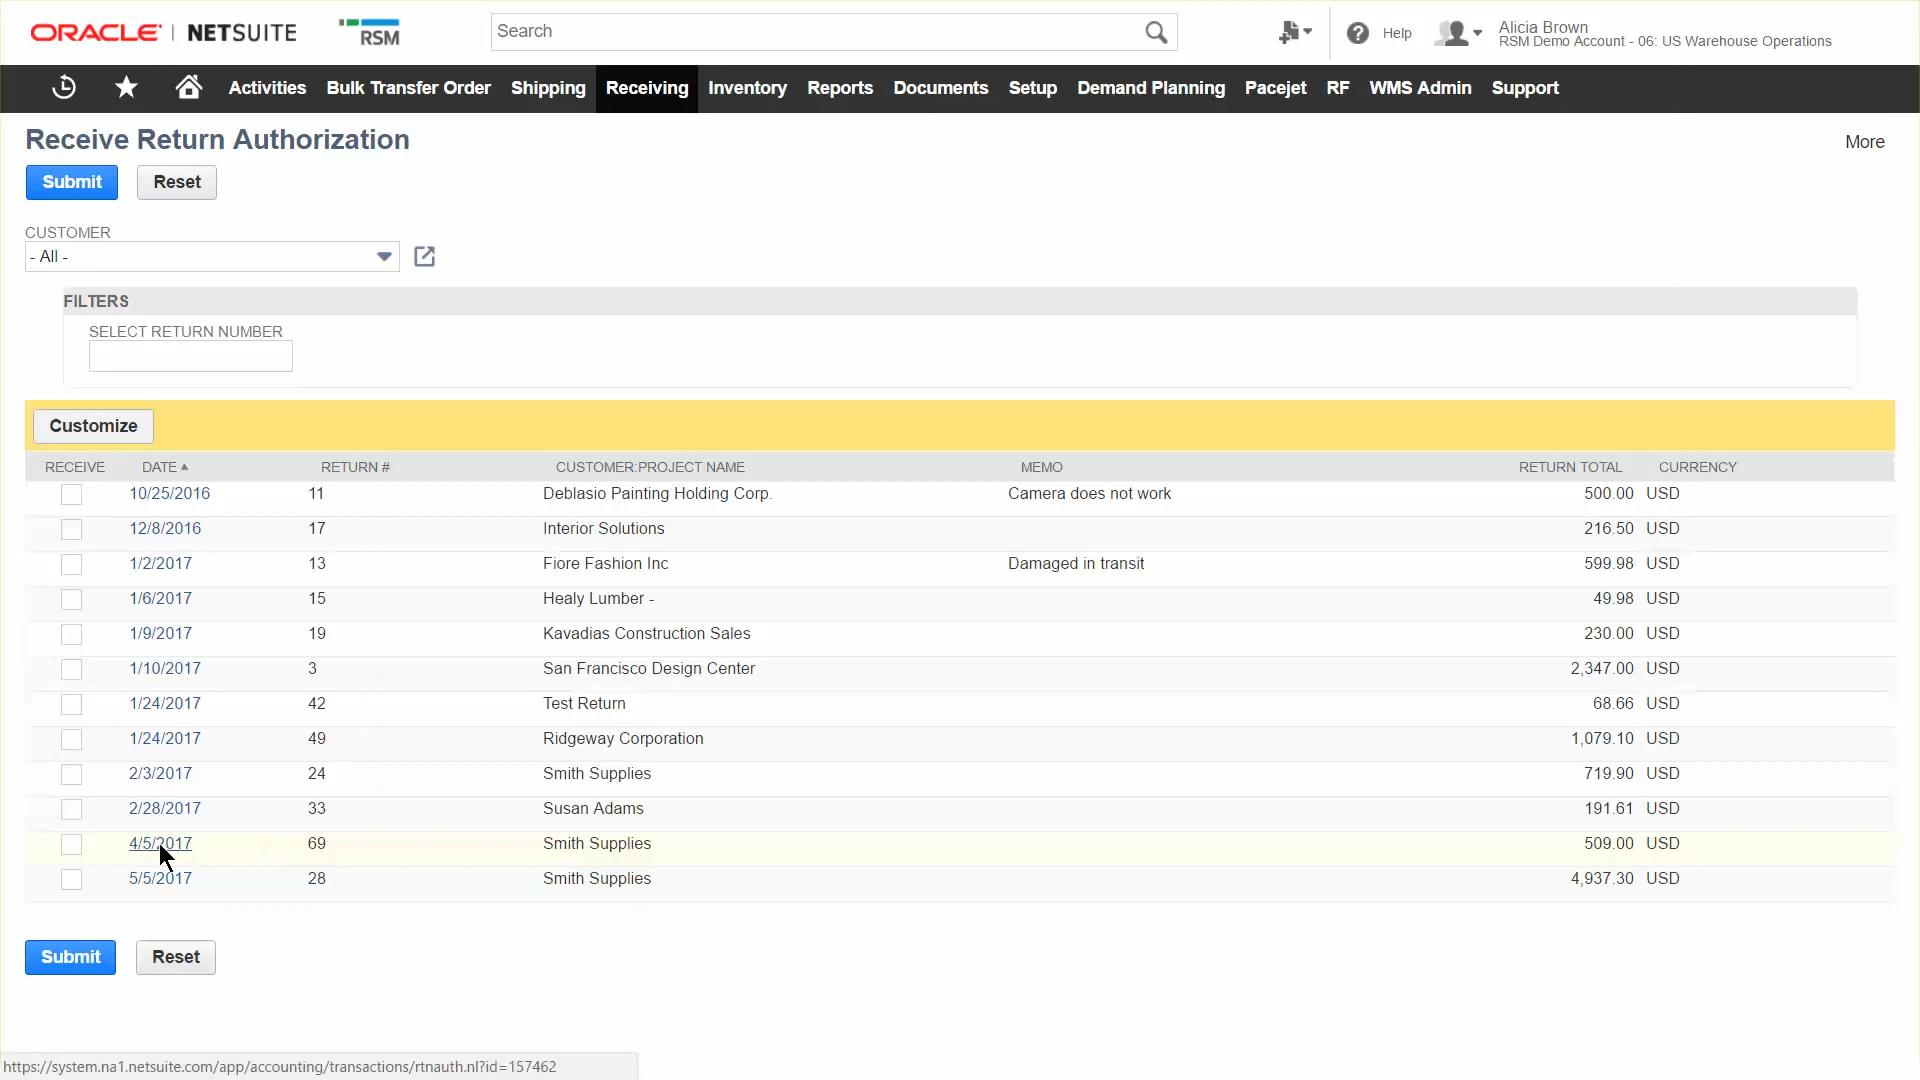 ORACLE | NETSUITE
RSM
Search
Help
Alicia Brown
RSM Demo Account - 06: US Warehouse Operations
Activities Bulk Transfer Order Shipping Receiving Inventory Reports Documents Setup Demand Planning Pacejet RF WMS Admin Support
Receive Return Authorization
More
Submit Reset
CUSTOMER
- All -
FILTERS
SELECT RETURN NUMBER
Customize
RECEIVE DATE RETURN # CUSTOMER:PROJECT NAME MEMO RETURN TOTAL CURRENCY
10/25/2016 11 Deblasio Painting Holding Corp. Camera does not work 500.00 USD
12/8/2016 17 Interior Solutions 216.50 USD
1/2/2017 13 Fiore Fashion Inc Damaged in transit 599.98 USD
1/6/2017 15 Healy Lumber - 49.98 USD
1/9/2017 19 Kavadias Construction Sales 230.00 USD
1/10/2017 3 San Francisco Design Center 2,347.00 USD
1/24/2017 42 Test Return 68.66 USD
1/24/2017 49 Ridgeway Corporation 1,079.10 USD
2/3/2017 24 Smith Supplies 719.90 USD
2/28/2017 33 Susan Adams 191.61 USD
4/5/2017 69 Smith Supplies 509.00 USD
5/5/2017 28 Smith Supplies 4,937.30 USD
Submit Reset
https://system.na1.netsuite.com/app/accounting/transactions/rtnauth.nl?id=157462